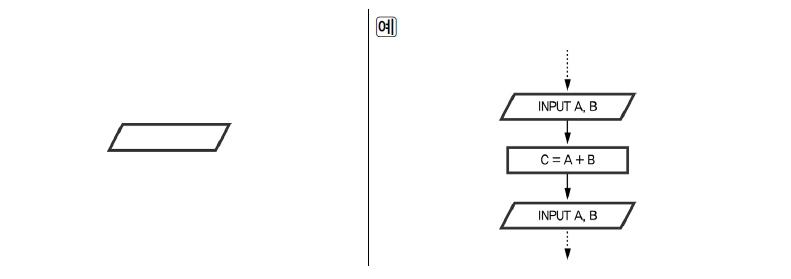 예
INPUT A, B
C = A + B
INPUT A, B